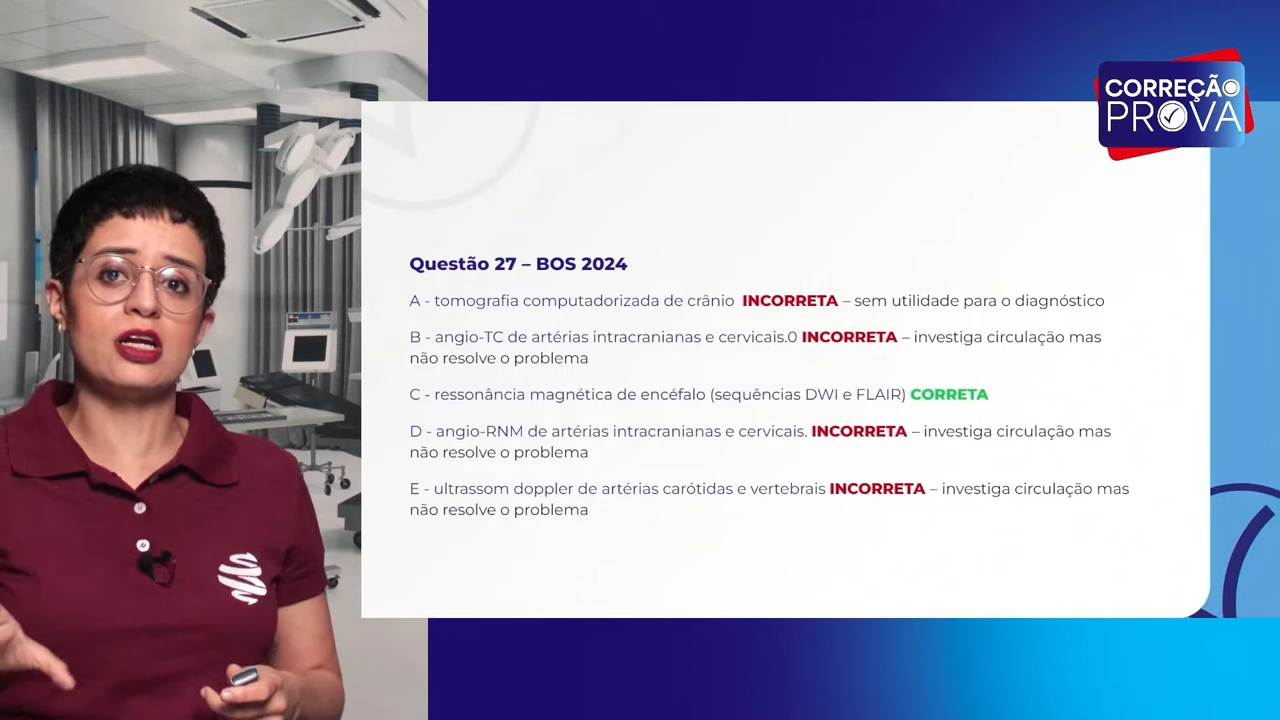 CORREÇÃO
PROVA
Questão 27 – BOS 2024
A - tomografia computadorizada de crânio INCORRETA – sem utilidade para o diagnóstico
B - angio-TC de artérias intracranianas e cervicais.0 INCORRETA – investiga circulação mas
não resolve o problema
C - ressonância magnética de encéfalo (sequências DWI e FLAIR) CORRETA
D - angio-RNM de artérias intracranianas e cervicais. INCORRETA – investiga circulação mas
não resolve o problema
E - ultrassom doppler de artérias carótidas e vertebrais INCORRETA – investiga circulação mas
não resolve o problema